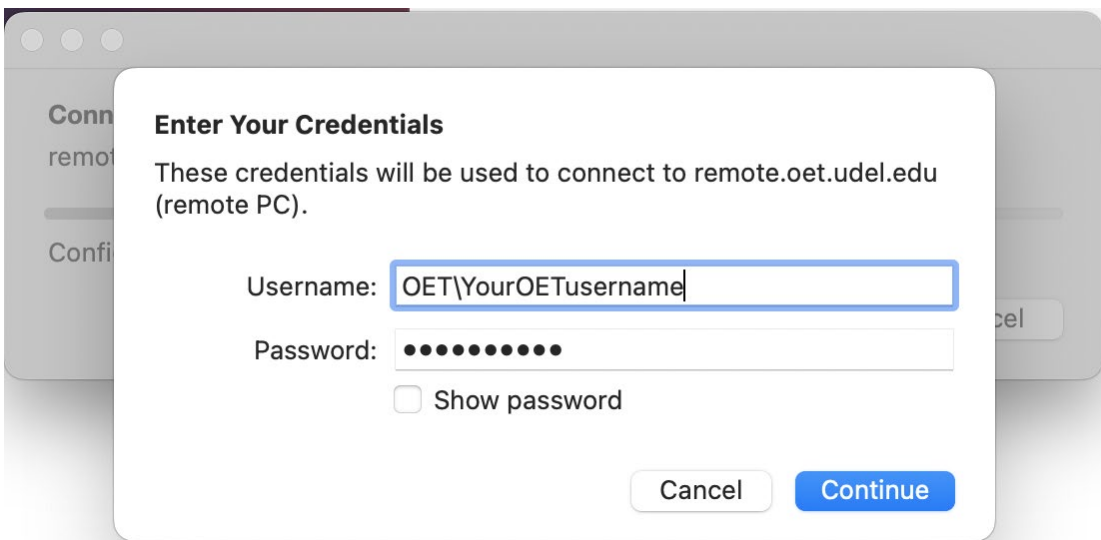 Conn
remot
Confi
cel
Enter Your Credentials
These credentials will be used to connect to remote.oet.udel.edu
(remote PC).
Username: OET\YourOETusername
Password: ••••••••••
Show password
Cancel Continue